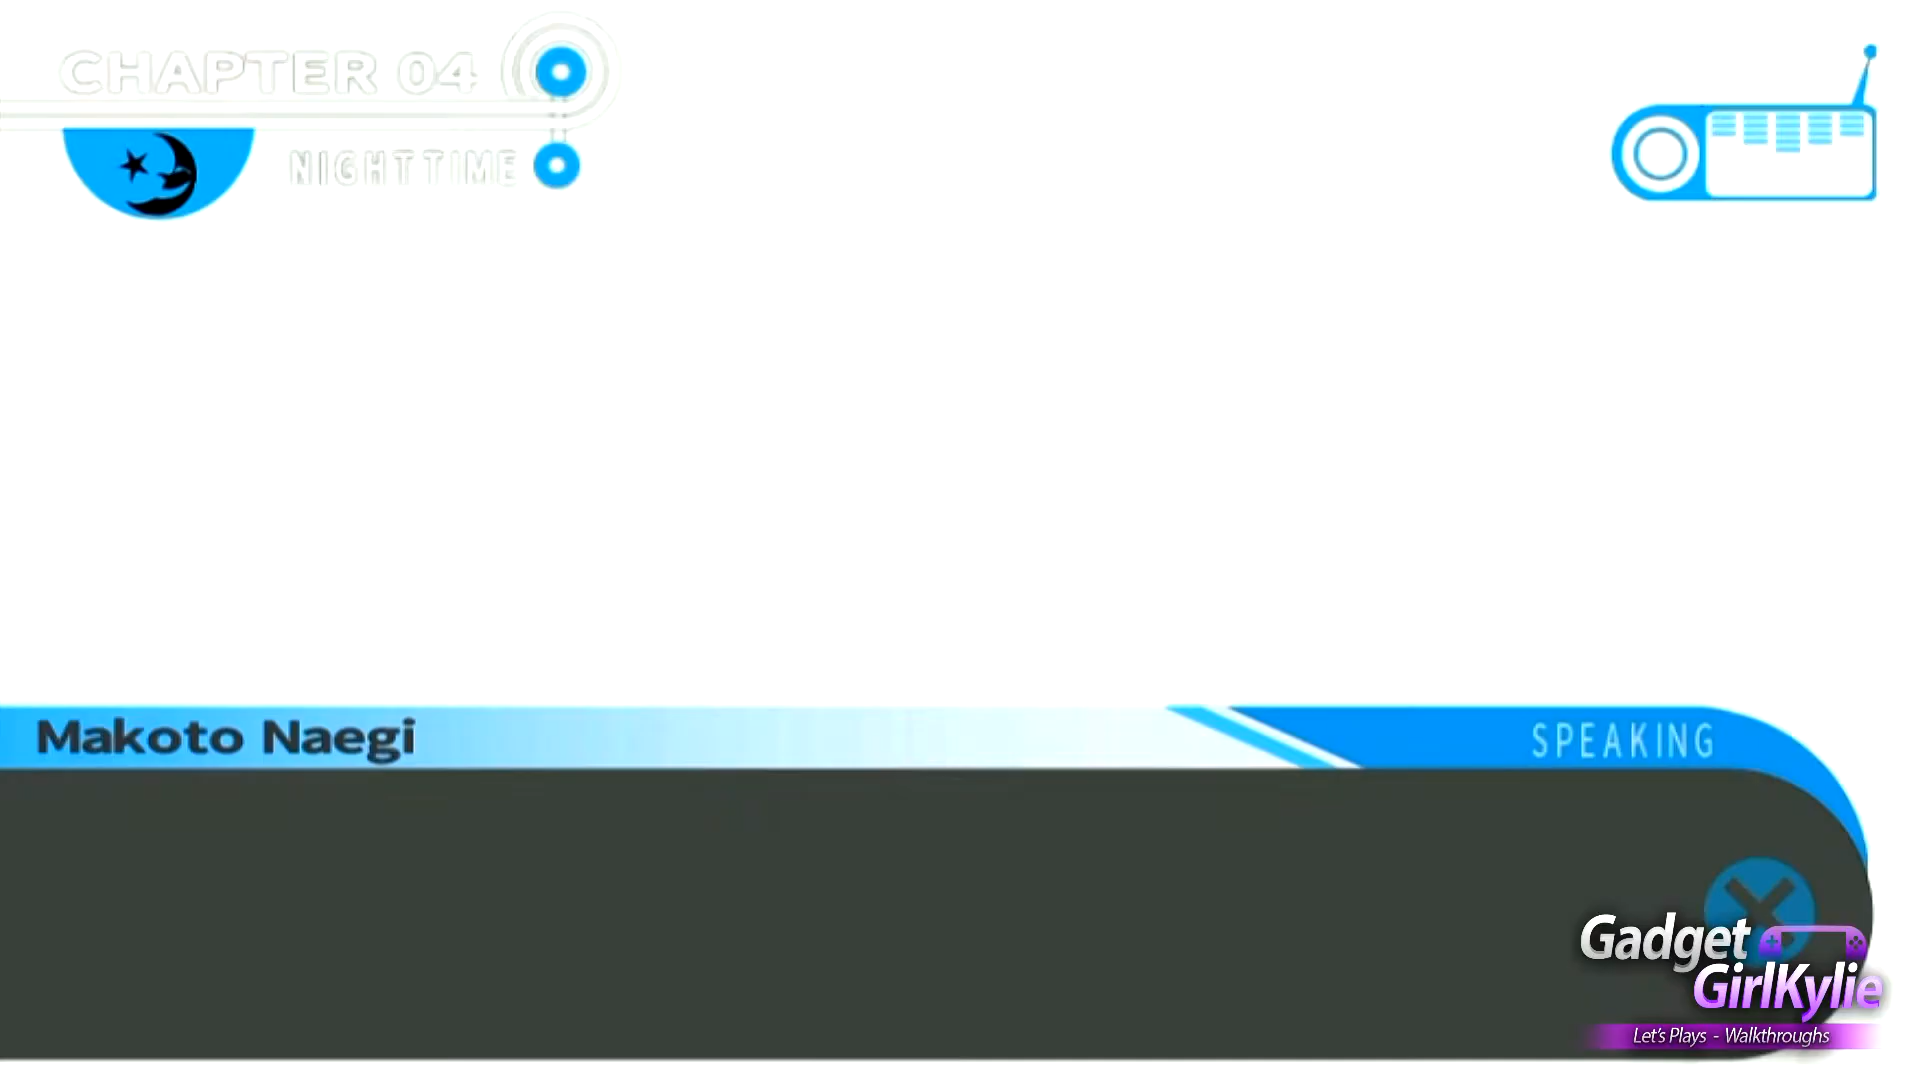 CHAPTER 04
NIGHTTIME
Makoto Naegi
SPEAKING
Gadget
GirlKylie
Let's Plays - Walkthroughs